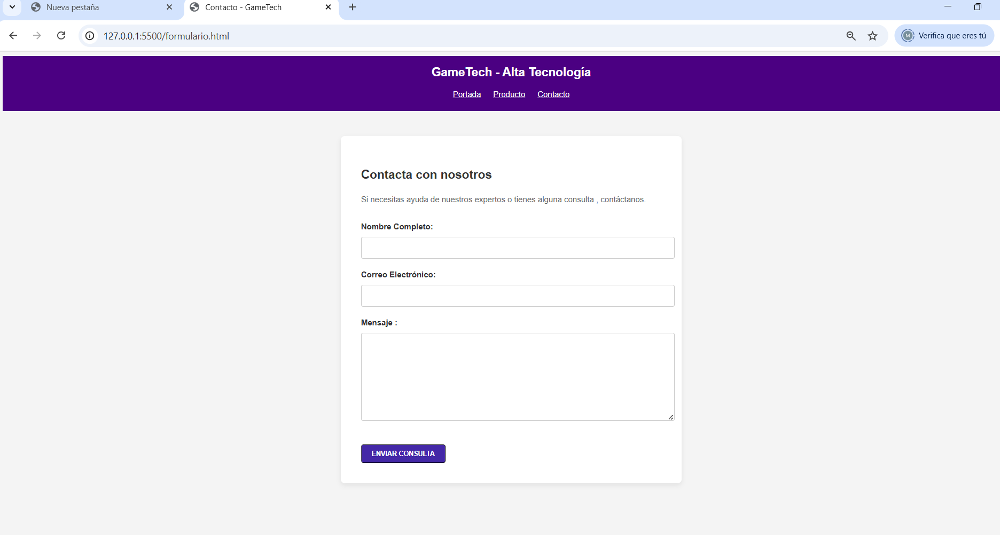 Nueva pestaña
Contacto - GameTech
127.0.0.1:5500/formulario.html
M
Verifica que eres tú
GameTech - Alta Tecnología
Portada Producto Contacto
Contacta con nosotros
Si necesitas ayuda de nuestros expertos o tienes alguna consulta , contáctanos.
Nombre Completo:
Correo Electrónico:
Mensaje :
ENVIAR CONSULTA